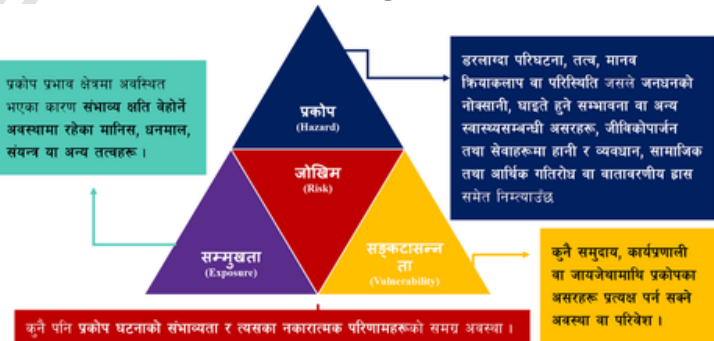 प्रकोप
(Hazard)
जोखिम
(Risk)
सम्मुखता
(Exposure)
सङ्कटासन्न
ता
(Vulnerability)
प्रकोप प्रभाव क्षेत्रमा अवस्थित
भएका कारण संभाव्य क्षति वेहोर्ने
अवस्थामा रहेका मानिस, धनमाल,
संयन्त्र या अन्य तत्वहरू ।
डरलाग्दा परिघटना, तत्व, मानव
क्रियाकलाप वा परिस्थिति जसले जनधनको
नोक्सानी, घाइते हुने सम्भावना वा अन्य
स्वास्थ्यसम्बन्धी असरहरू, जीविकोपार्जन
तथा सेवाहरूमा हानी र व्यवधान, सामाजिक
तथा आर्थिक गतिरोध वा वातावरणीय ह्रास
समेत निम्त्याउँछ
कुनै समुदाय, कार्यप्रणाली
वा जायजेथामाथि प्रकोपका
असरहरू प्रत्यक्ष पर्न सक्ने
अवस्था वा परिवेश ।
कुनै पनि प्रकोप घटनाको संभाव्यता र त्यसका नकारात्मक परिणामहरूको समग्र अवस्था ।